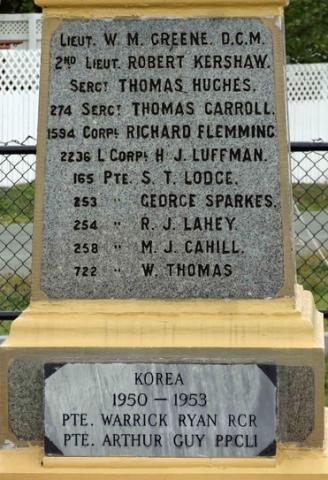 LIEUT. W. M. GREENE. D.C.M.
2ND LIEUT. ROBERT KERSHAW.
SERGT THOMAS HUGHES.
274 SERGT THOMAS CARROLL.
1594 CORPL RICHARD FLEMMING
2236 L CORPL H J LUFFMAN.
165 PTE. S. T. LODGE.
253 " GEORGE SPARKES.
254 " R. J. LAHEY.
258 " M. J. CAHILL.
722 " W. THOMAS
KOREA
1950 — 1953
PTE. WARRICK RYAN RCR
PTE. ARTHUR GUY PPCLI